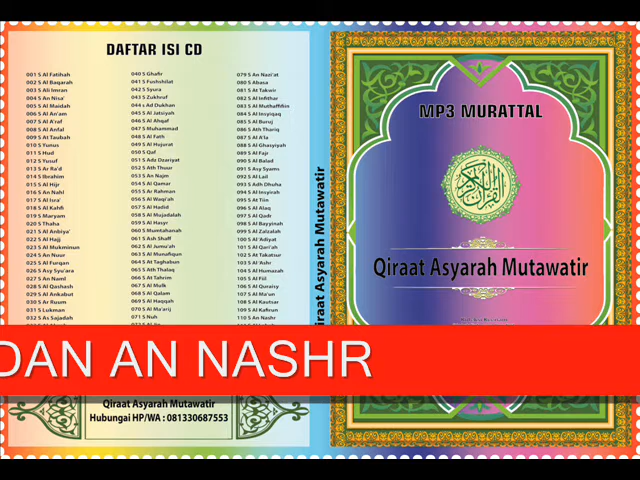 DAFTAR ISI CD
001 S Al Fatihah
002 S Al Baqarah
003 S Ali Imran
004 S An Nisa'
005 S Al Maidah
006 S An'am
007 S Al A'raf
008 S Al Anfal
009 S At Taubah
010 S Yunus
011 S Hud
012 S Yusuf
013 S Ar Ra'd
014 S Ibrahim
015 S Al Hijr
016 S An Nahl
017 S Al Isra'
018 S Al Kahfi
019 S Maryam
020 S Thaha
021 S Al Anbiya'
022 S Al Hajj
023 S Al Mukminun
024 S An Nuur
025 S Al Furqan
026 S Asy Syu'ara
027 S An Naml
028 S Al Qashash
029 S Al Ankabut
030 S Ar Ruum
031 S Lukman
032 S As Sajadah
040 S Ghafir
041 S Fushshilat
042 S Syura
043 S Zukhruf
044 S Ad Dukhan
045 S Al Jatsiyah
046 S Al Ahqaf
047 S Muhammad
048 S Al Fath
049 S Al Hujurat
050 S Qaf
051 S Adz Dzariyat
052 S Ath Thuur
053 S An Najm
054 S Al Qamar
055 S Ar Rahman
056 S Al Waqi'ah
057 S Al Hadid
058 S Al Mujadalah
059 S Al Hasyr
060 S Mumtahanah
061 S Ash Shaff
062 S Al Jumu'ah
063 S Al Munafiqun
064 S At Taghabun
065 S Ath Thalaq
066 S At Tahrim
067 S Al Mulk
068 S Al Qalam
069 S Al Haqqah
070 S Al Ma'arij
071 S Nuh
079 S An Nazi'at
080 S Abasa
081 S At Takwir
082 S Al Infithar
083 S Al Muthaffifiin
084 S Al Insyiqaq
085 S Al Buruj
086 S Ath Thariq
087 S Al A'la
088 S Al Ghasyiyah
089 S Al Fajr
090 S Al Balad
091 S Asy Syams
092 S Al Lail
093 S Adh Dhuha
094 S Al Insyirah
095 S At Tiin
096 S Al Alaq
097 S Al Qadr
098 S Al Bayyinah
099 S Al Zalzalah
100 S Al 'Adiyat
101 S Al Qari'ah
102 S At Takatsur
103 S Al 'Ashr
104 S Al Humazah
105 S Al Fiil
106 S Al Quraisy
107 S Al Ma'un
108 S Al Kautsar
109 S Al Kafirun
110 S An Nashr
Qiraat Asyarah Mutawatir
Hubungai HP/WA : 081330687553
iraat Asyarah Mutawatir
MP3 MURATTAL
القرآن الكريم
Qiraat Asyarah Mutawatir
DAN AN NASHR